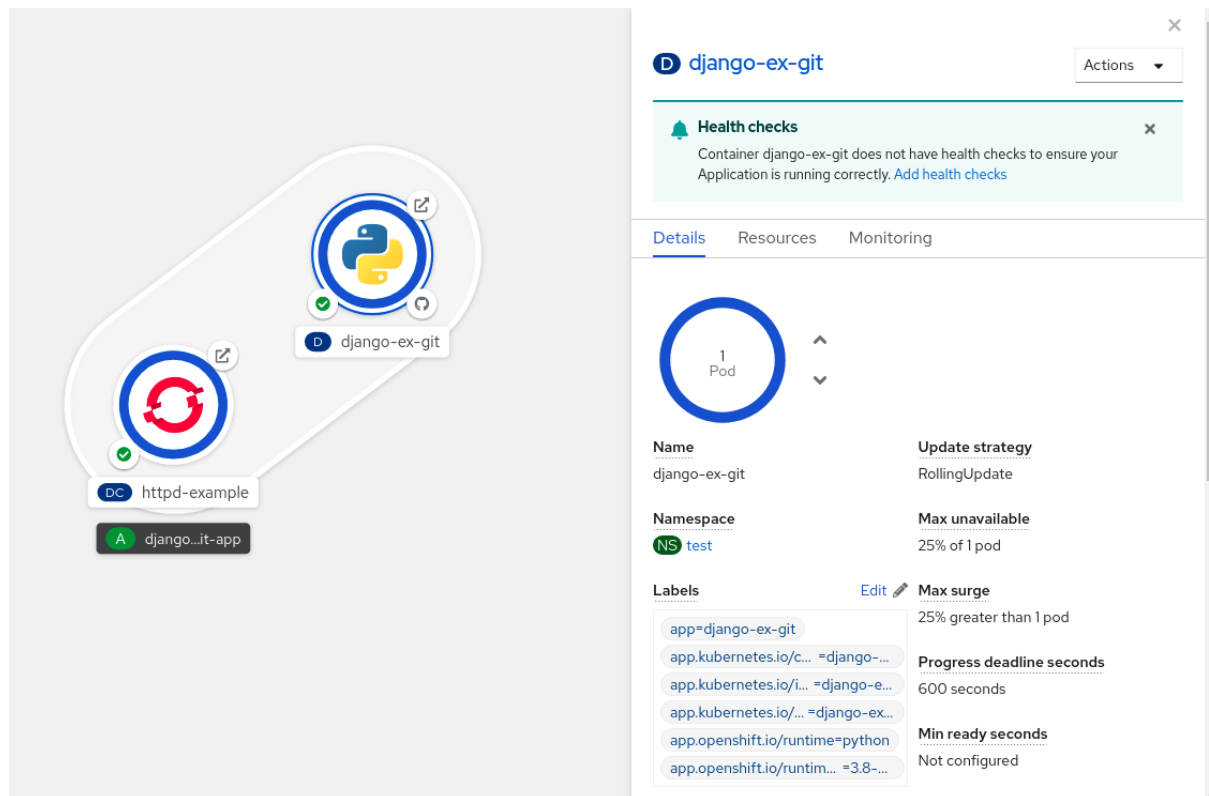 D django-ex-git
DC httpd-example
A django...it-app
D django-ex-git
Actions
Health checks
Container django-ex-git does not have health checks to ensure your
Application is running correctly. Add health checks
Details Resources Monitoring
1
Pod
Name
django-ex-git
Namespace
NS test
Labels Edit
app=django-ex-git
app.kubernetes.io/c... =django-...
app.kubernetes.io/i... =django-e...
app.kubernetes.io/... =django-ex...
app.openshift.io/runtime=python
app.openshift.io/runtim... =3.8-...
Update strategy
RollingUpdate
Max unavailable
25% of 1 pod
Max surge
25% greater than 1 pod
Progress deadline seconds
600 seconds
Min ready seconds
Not configured